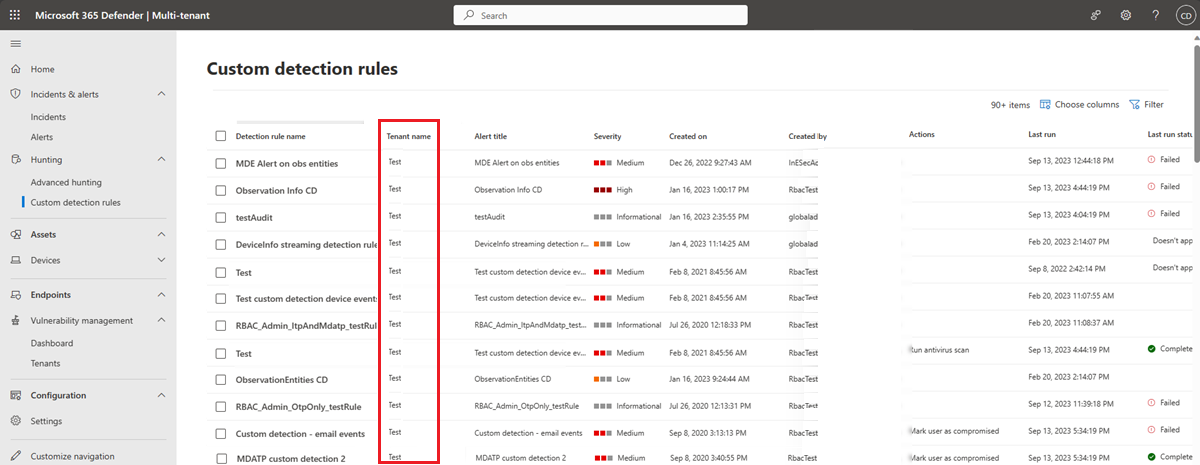 Microsoft 365 Defender | Multi-tenant Search ? CD
Home
Incidents & alerts
Incidents
Alerts
Hunting
Advanced hunting
Custom detection rules
Assets
Devices
Endpoints
Vulnerability management
Dashboard
Tenants
Configuration
Settings
Customize navigation
Custom detection rules
90+ items Choose columns Filter
Detection rule name Tenant name Alert title Severity Created on Created by Actions Last run Last run statu
MDE Alert on obs entities Test MDE Alert on obs entities Medium Dec 26, 2022 9:27:43 AM InESecAc Sep 13, 2023 12:44:18 PM Failed
Observation Info CD Test Observation Info CD High Jan 16, 2023 1:00:17 PM RbacTest Sep 13, 2023 4:44:19 PM Failed
testAudit Test testAudit Informational Jan 16, 2023 2:35:55 PM globalad Sep 13, 2023 4:04:19 PM Failed
DeviceInfo streaming detection rule Test DeviceInfo streaming detection r... Low Jan 4, 2023 11:14:25 AM globalad Feb 20, 2023 2:14:07 PM Doesn't app
Test Test Test custom detection device ev... Medium Feb 8, 2021 8:45:56 AM RbacTest Sep 8, 2022 2:42:14 PM Doesn't app
Test custom detection device events Test Test custom detection device ev... Medium Feb 8, 2021 8:45:56 AM RbacTest Feb 20, 2023 11:07:55 AM
RBAC_Admin_ItpAndMdatp_testRul Test RBAC_Admin_ItpAndMdatp_test... Informational Jul 26, 2020 12:18:33 PM RbacTest Feb 20, 2023 11:08:37 AM
Test Test Test custom detection device ev... Medium Feb 8, 2021 8:45:56 AM RbacTest Run antivirus scan Sep 13, 2023 4:44:19 PM Complete
ObservationEntities CD Test ObservationEntities CD Low Jan 16, 2023 9:24:44 AM RbacTest Feb 20, 2023 2:14:07 PM
RBAC_Admin_OtpOnly_testRule Test RBAC_Admin_OtpOnly_testRule Informational Jul 26, 2020 12:13:31 PM RbacTest Sep 12, 2023 11:39:18 PM Failed
Custom detection - email events Test Custom detection - email events Medium Sep 8, 2020 3:13:13 PM RbacTest Mark user as compromised Sep 13, 2023 5:34:19 PM Failed
MDATP custom detection 2 Test MDATP custom detection 2 Medium Sep 8, 2020 3:40:55 PM RbacTest Mark user as compromised Sep 13, 2023 5:34:19 PM Complete